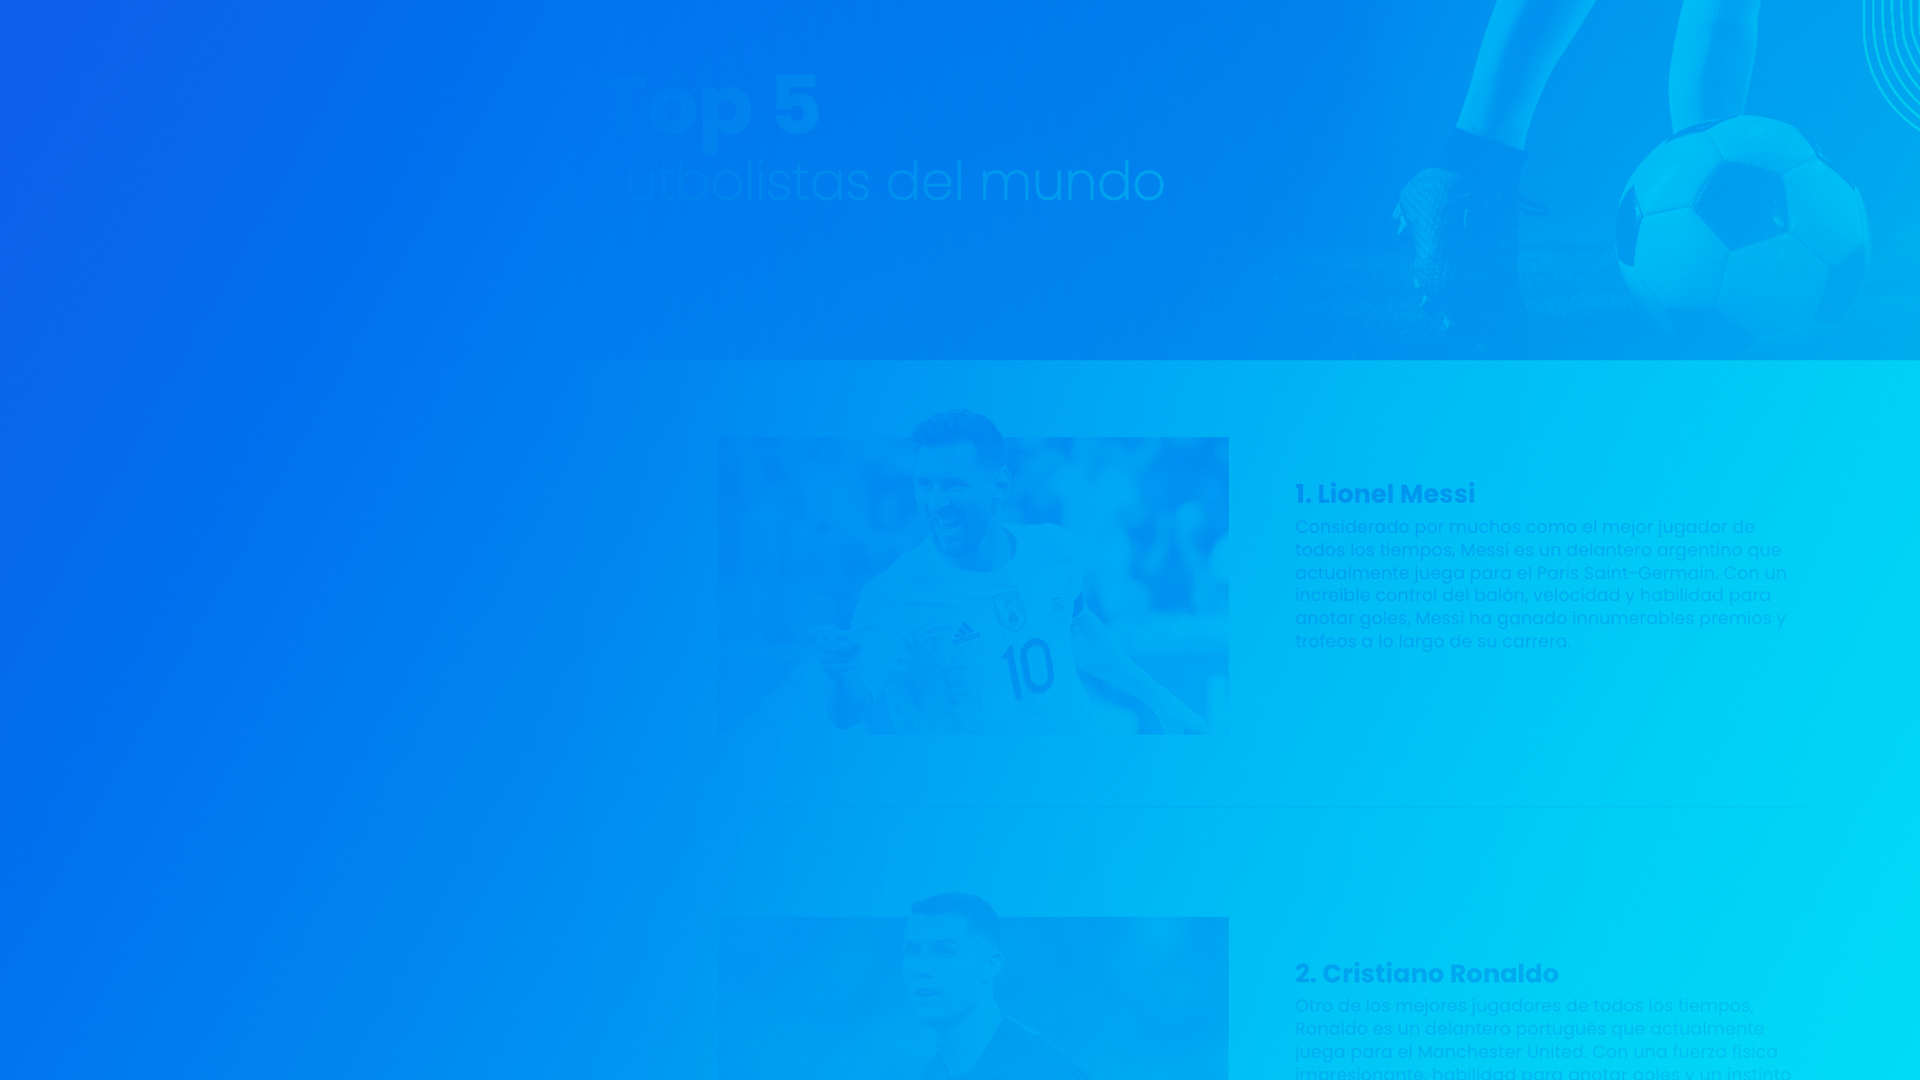 Top 5
Futbolistas del mundo
10
1. Lionel Messi
Considerado por muchos como el mejor jugador de
todos los tiempos, Messi es un delantero argentino que
actualmente juega para el Paris Saint-Germain. Con un
increíble control del balón, velocidad y habilidad para
anotar goles, Messi ha ganado innumerables premios y
trofeos a lo largo de su carrera.
2. Cristiano Ronaldo
Otro de los mejores jugadores de todos los tiempos,
Ronaldo es un delantero portugués que actualmente
juega para el Manchester United. Con una fuerza física
impresionante, habilidad para anotar goles y un instinto